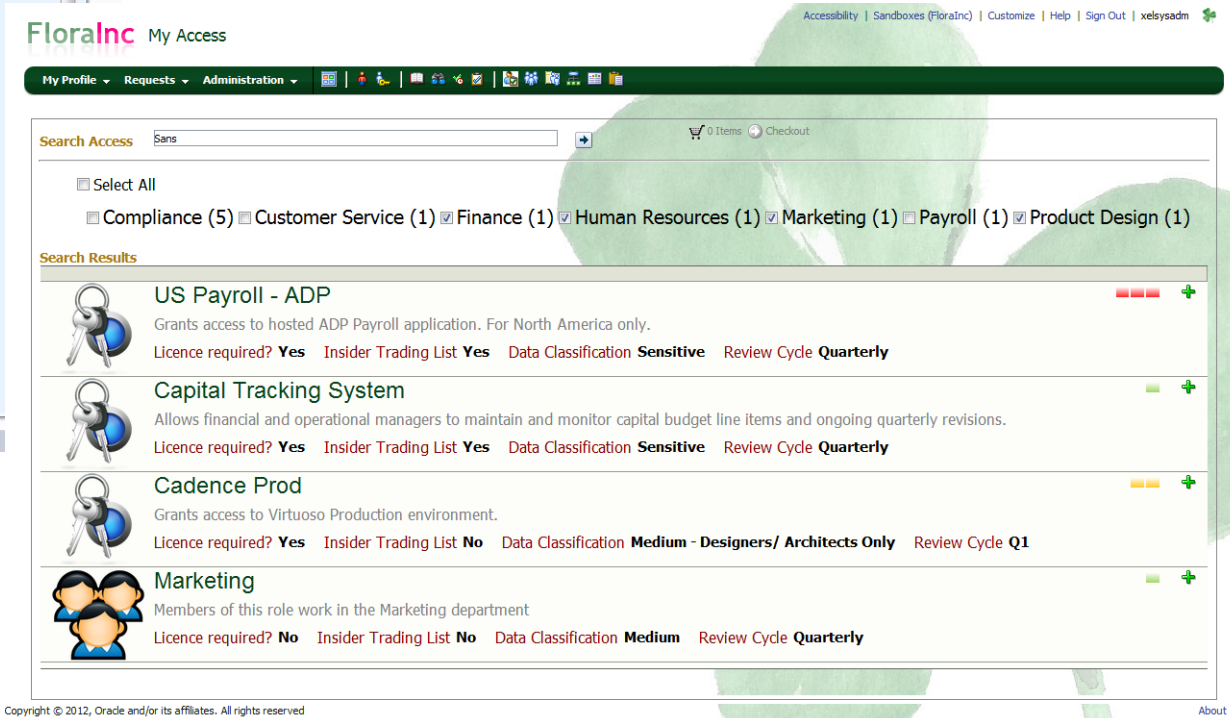 Accessibility | Sandboxes (FloraInc) | Customize | Help | Sign Out | xelsysadm
FloraInc My Access
My Profile Requests Administration
Search Access Sans 0 Items Checkout
Select All
Compliance (5) Customer Service (1) Finance (1) Human Resources (1) Marketing (1) Payroll (1) Product Design (1)
Search Results
US Payroll - ADP
Grants access to hosted ADP Payroll application. For North America only.
Licence required? Yes Insider Trading List Yes Data Classification Sensitive Review Cycle Quarterly
Capital Tracking System
Allows financial and operational managers to maintain and monitor capital budget line items and ongoing quarterly revisions.
Licence required? Yes Insider Trading List Yes Data Classification Sensitive Review Cycle Quarterly
Cadence Prod
Grants access to Virtuoso Production environment.
Licence required? Yes Insider Trading List No Data Classification Medium - Designers/ Architects Only Review Cycle Q1
Marketing
Members of this role work in the Marketing department
Licence required? No Insider Trading List No Data Classification Medium Review Cycle Quarterly
Copyright © 2012, Oracle and/or its affiliates. All rights reserved About